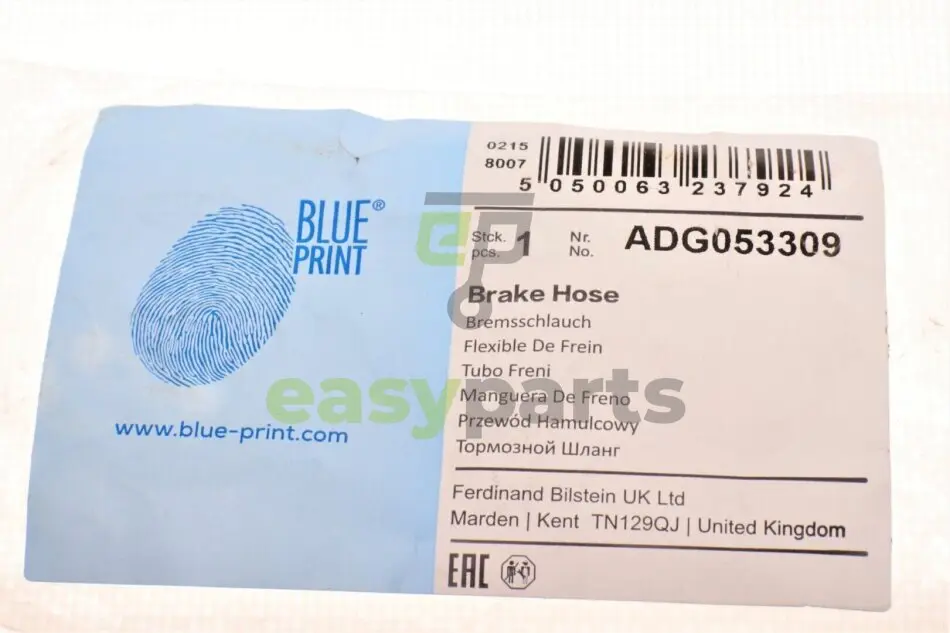 BLUE®
PRINT
www.blue-print.com
0215
8007
5 050063 237924
Stck.
pcs. 1
Nr.
No.
ADG053309
Brake Hose
Bremsschlauch
Flexible De Frein
Tubo Freni
Manguera De Freno
Przewód Hamulcowy
Тормозной Шланг
easyparts
Ferdinand Bilstein UK Ltd
Marden | Kent TN129QJ | United Kingdom
EAC